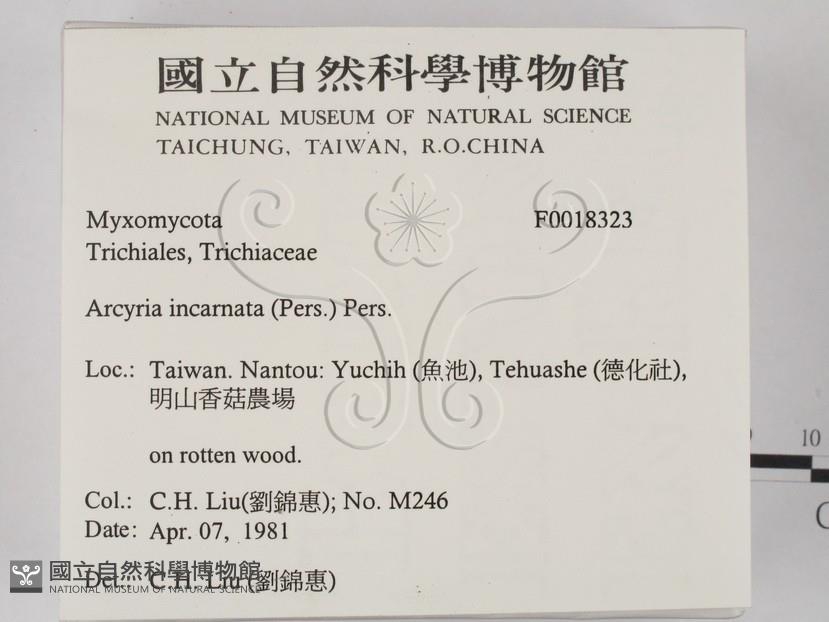 國立自然科學博物館
NATIONAL MUSEUM OF NATURAL SCIENCE
TAICHUNG, TAIWAN, R.O.CHINA
Myxomycota F0018323
Trichiales, Trichiaceae
Arcyria incarnata (Pers.) Pers.
Loc.: Taiwan. Nantou: Yuchih (魚池), Tehuashe (德化社),
明山香菇農場
on rotten wood.
Col.: C.H. Liu(劉錦惠); No. M246
Date: Apr. 07, 1981
Det.: C.H. Liu (劉錦惠)
國立自然科學博物館
NATIONAL MUSEUM OF NATURAL SCIENCE
10